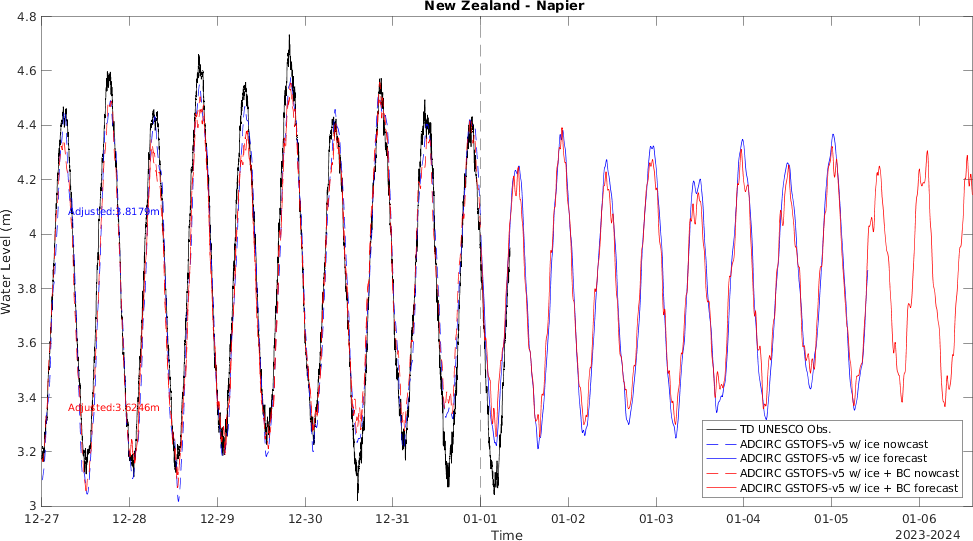 New Zealand - Napier
4.8
4.6
4.4
4.2
4
3.8
3.6
3.4
3.2
3
Water Level (m)
Adjusted:3.8179m
Adjusted:3.6246m
TD UNESCO Obs.
ADCIRC GSTOFS-v5 w/ ice nowcast
ADCIRC GSTOFS-v5 w/ ice forecast
ADCIRC GSTOFS-v5 w/ ice + BC nowcast
ADCIRC GSTOFS-v5 w/ ice + BC forecast
12-27 12-28 12-29 12-30 12-31 01-01 01-02 01-03 01-04 01-05 01-06
Time
2023-2024